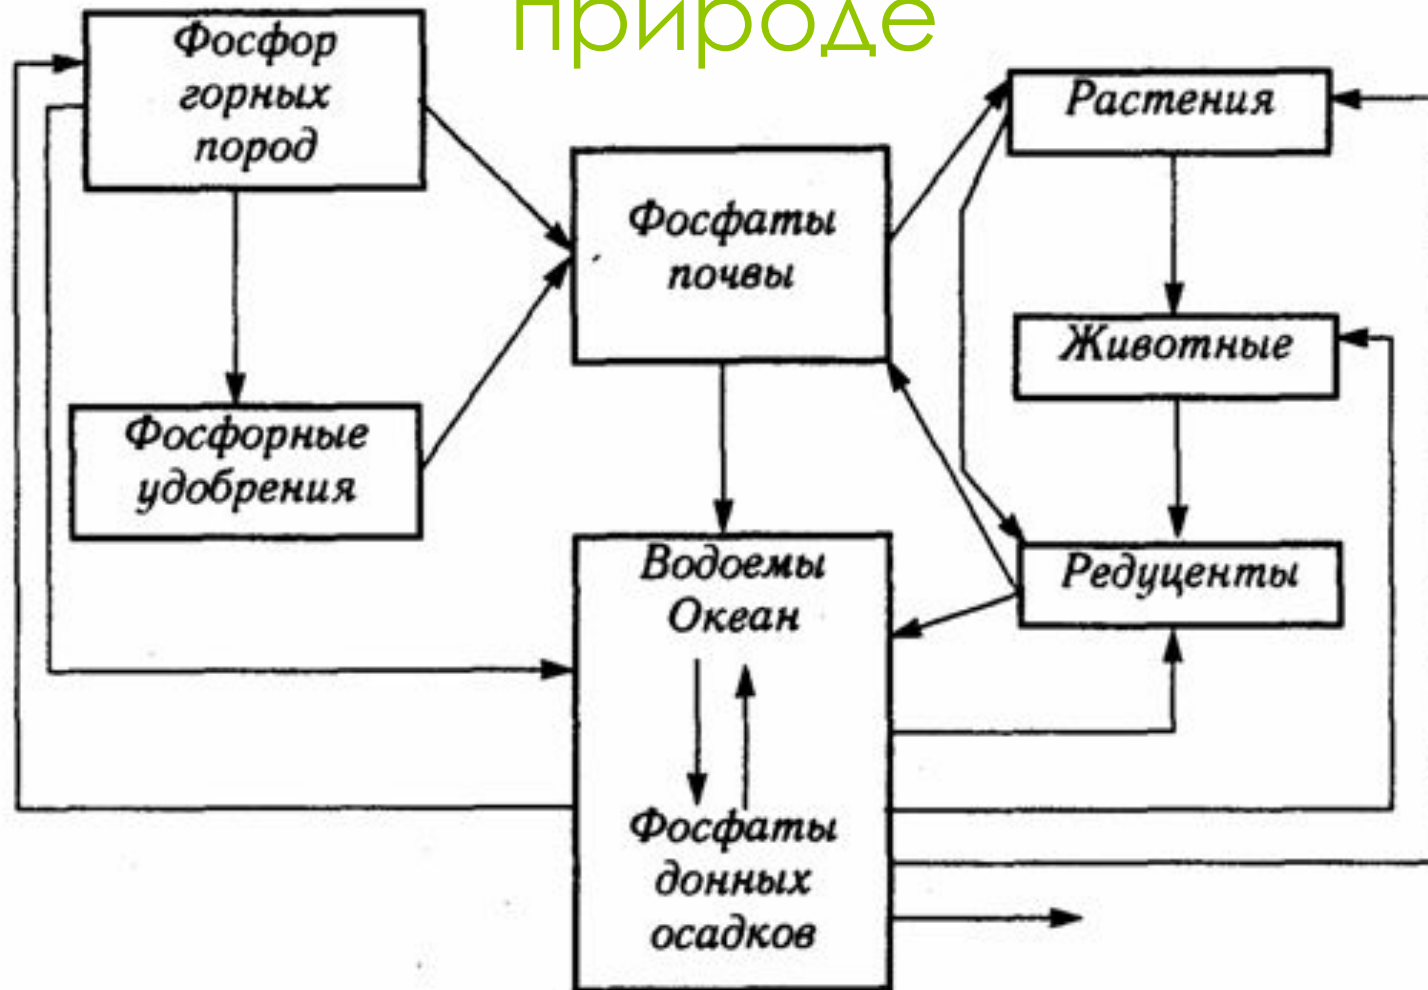 природе
Фосфор
горных
пород
Фосфаты
почвы
Растения
Животные
Фосфорные
удобрения
Водоемы
Океан
Редуценты
Фосфаты
донных
осадков